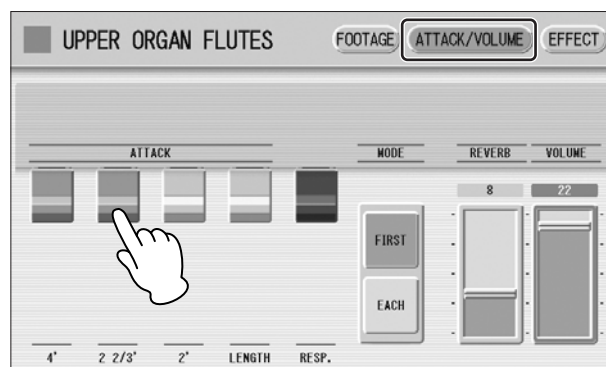 UPPER ORGAN FLUTES FOOTAGE ATTACK/VOLUME EFFECT
ATTACK MODE REVERB VOLUME
8 22
FIRST
EACH
4' 2 2/3' 2' LENGTH RESP.